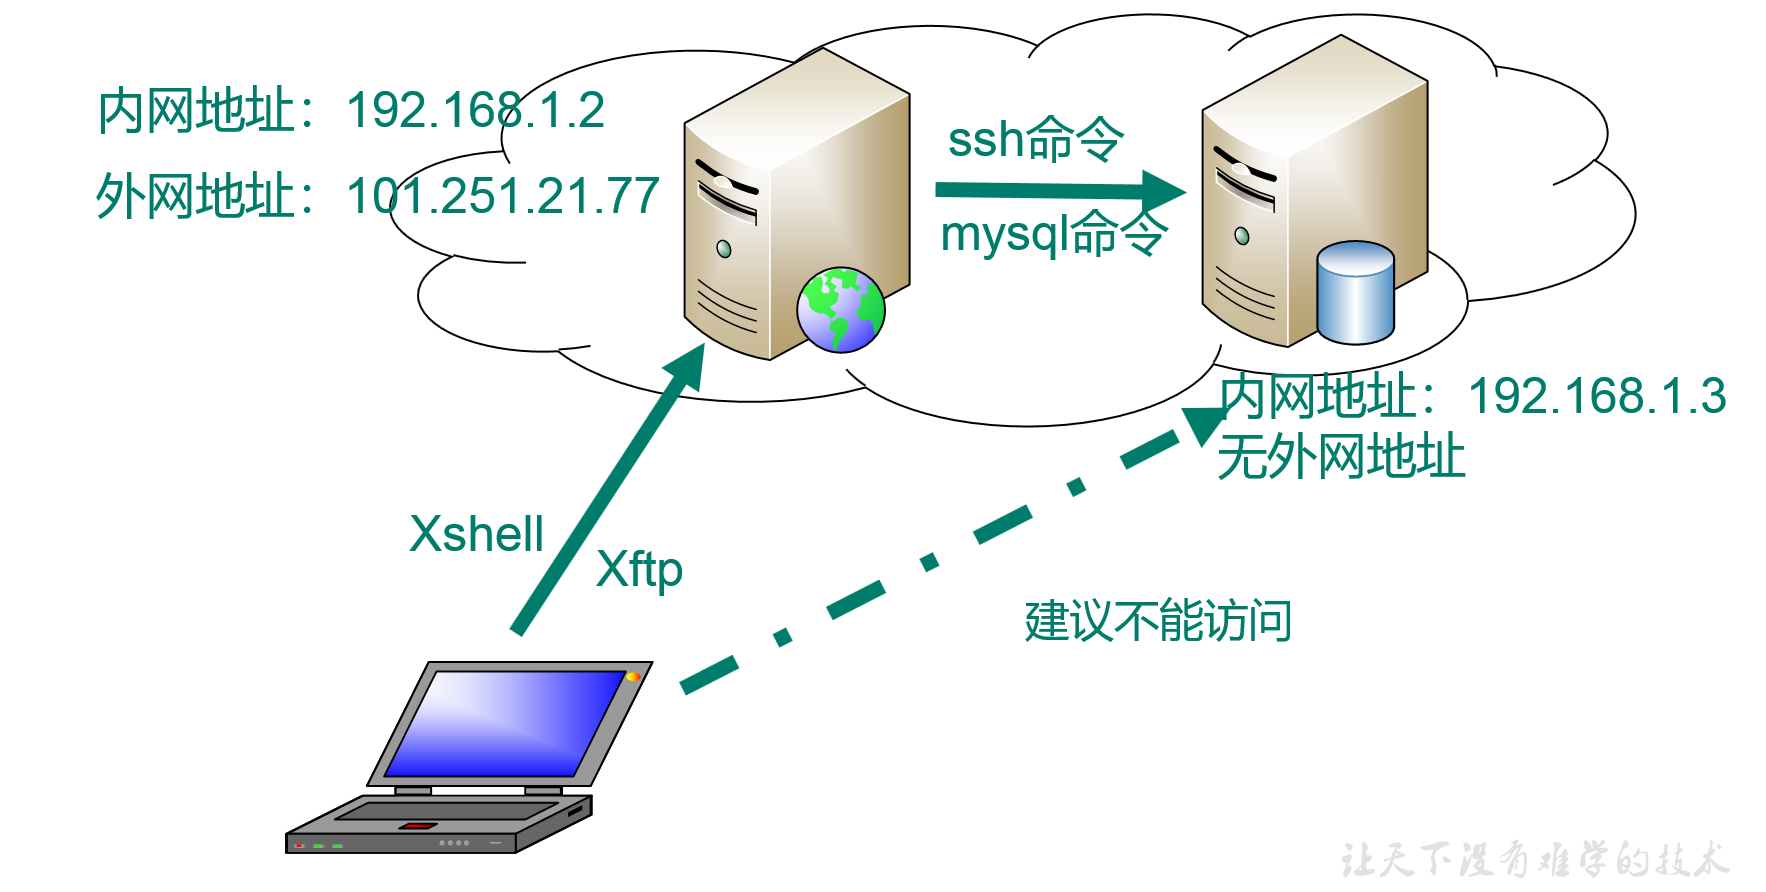 内网地址：192.168.1.2
外网地址：101.251.21.77
ssh命令
mysql命令
内网地址：192.168.1.3
无外网地址
Xshell
Xftp
建议不能访问
让天下没有难学的技术